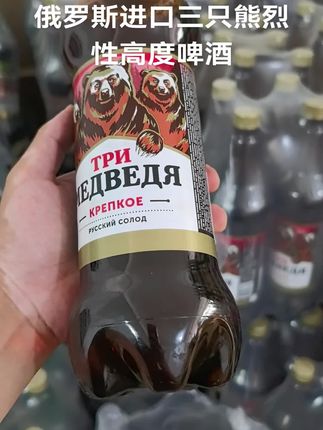 俄罗斯进口三只熊烈
性高度啤酒
ТРИ
МЕДВЕДЯ
КРЕПКОЕ
РУССКИЙ СОЛОД